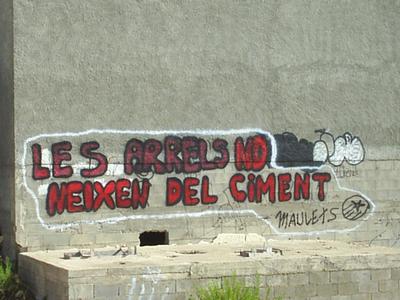 LES ARRELS NO
NEIXEN DEL CIMENT
MAULETS